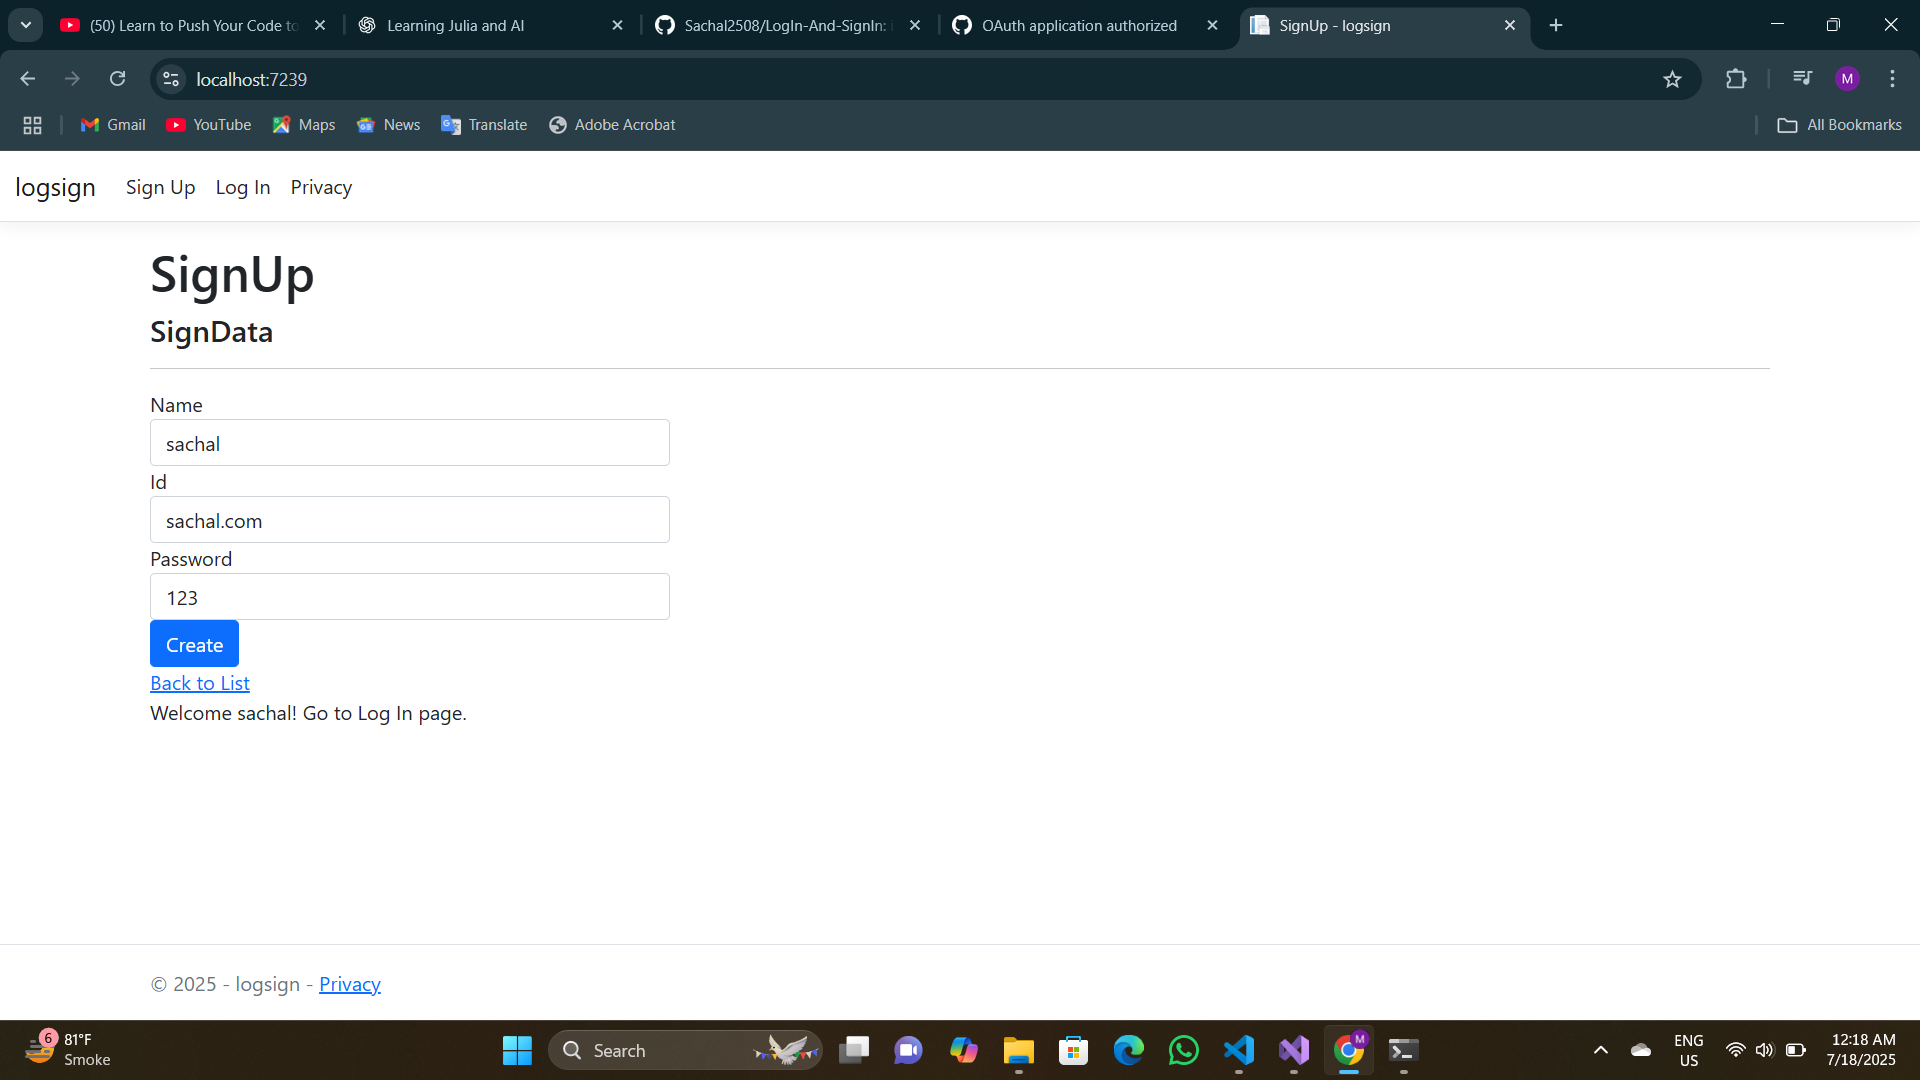 (50) Learn to Push Your Code to
Learning Julia and AI
Sachal2508/LogIn-And-SignIn:
OAuth application authorized
SignUp - logsign
localhost:7239
M
Gmail
YouTube
Maps
News
Translate
Adobe Acrobat
All Bookmarks
logsign
Sign Up
Log In
Privacy
SignUp
SignData
Name
sachal
Id
sachal.com
Password
123
Create
Back to List
Welcome sachal! Go to Log In page.
© 2025 - logsign - Privacy
6
81°F
Smoke
Search
M
ENG
US
12:18 AM
7/18/2025